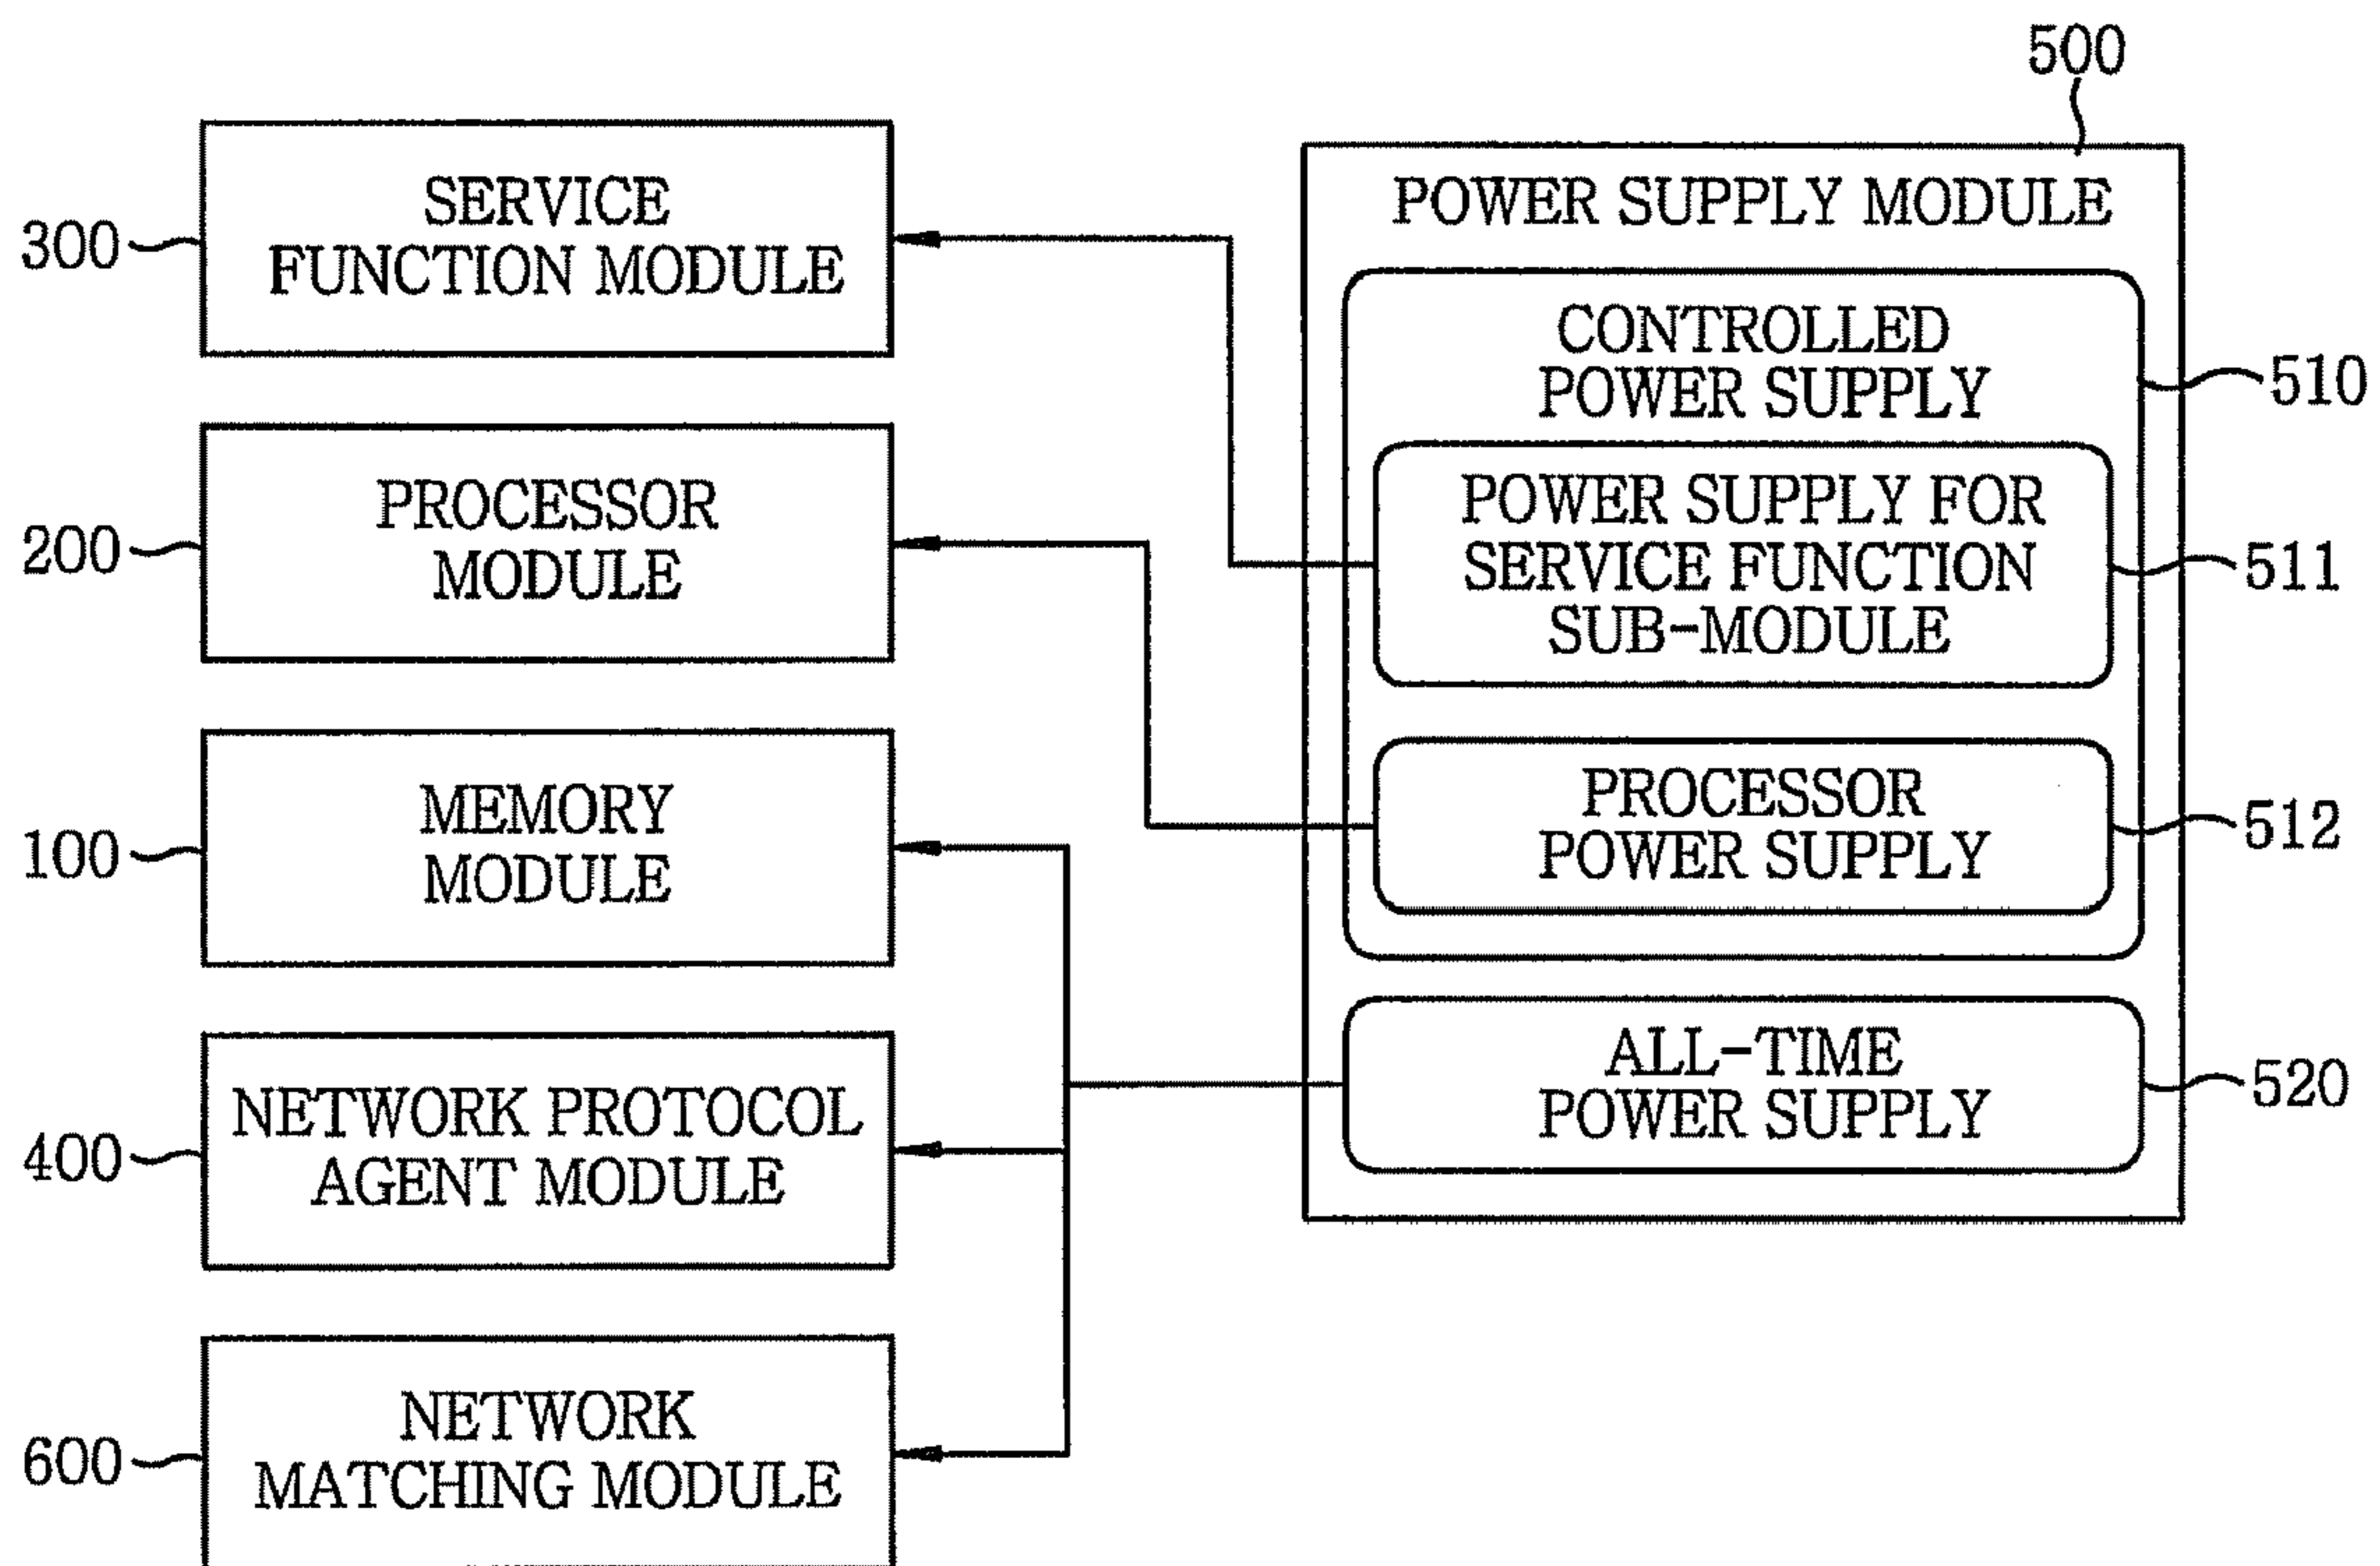 500
SERVICE
FUNCTION MODULE
300
PROCESSOR
MODULE
200
MEMORY
MODULE
100
NETWORK PROTOCOL
AGENT MODULE
400
NETWORK
MATCHING MODULE
600
POWER SUPPLY MODULE
CONTROLLED
POWER SUPPLY
510
POWER SUPPLY FOR
SERVICE FUNCTION
SUB-MODULE
511
PROCESSOR
POWER SUPPLY
512
ALL-TIME
POWER SUPPLY
520